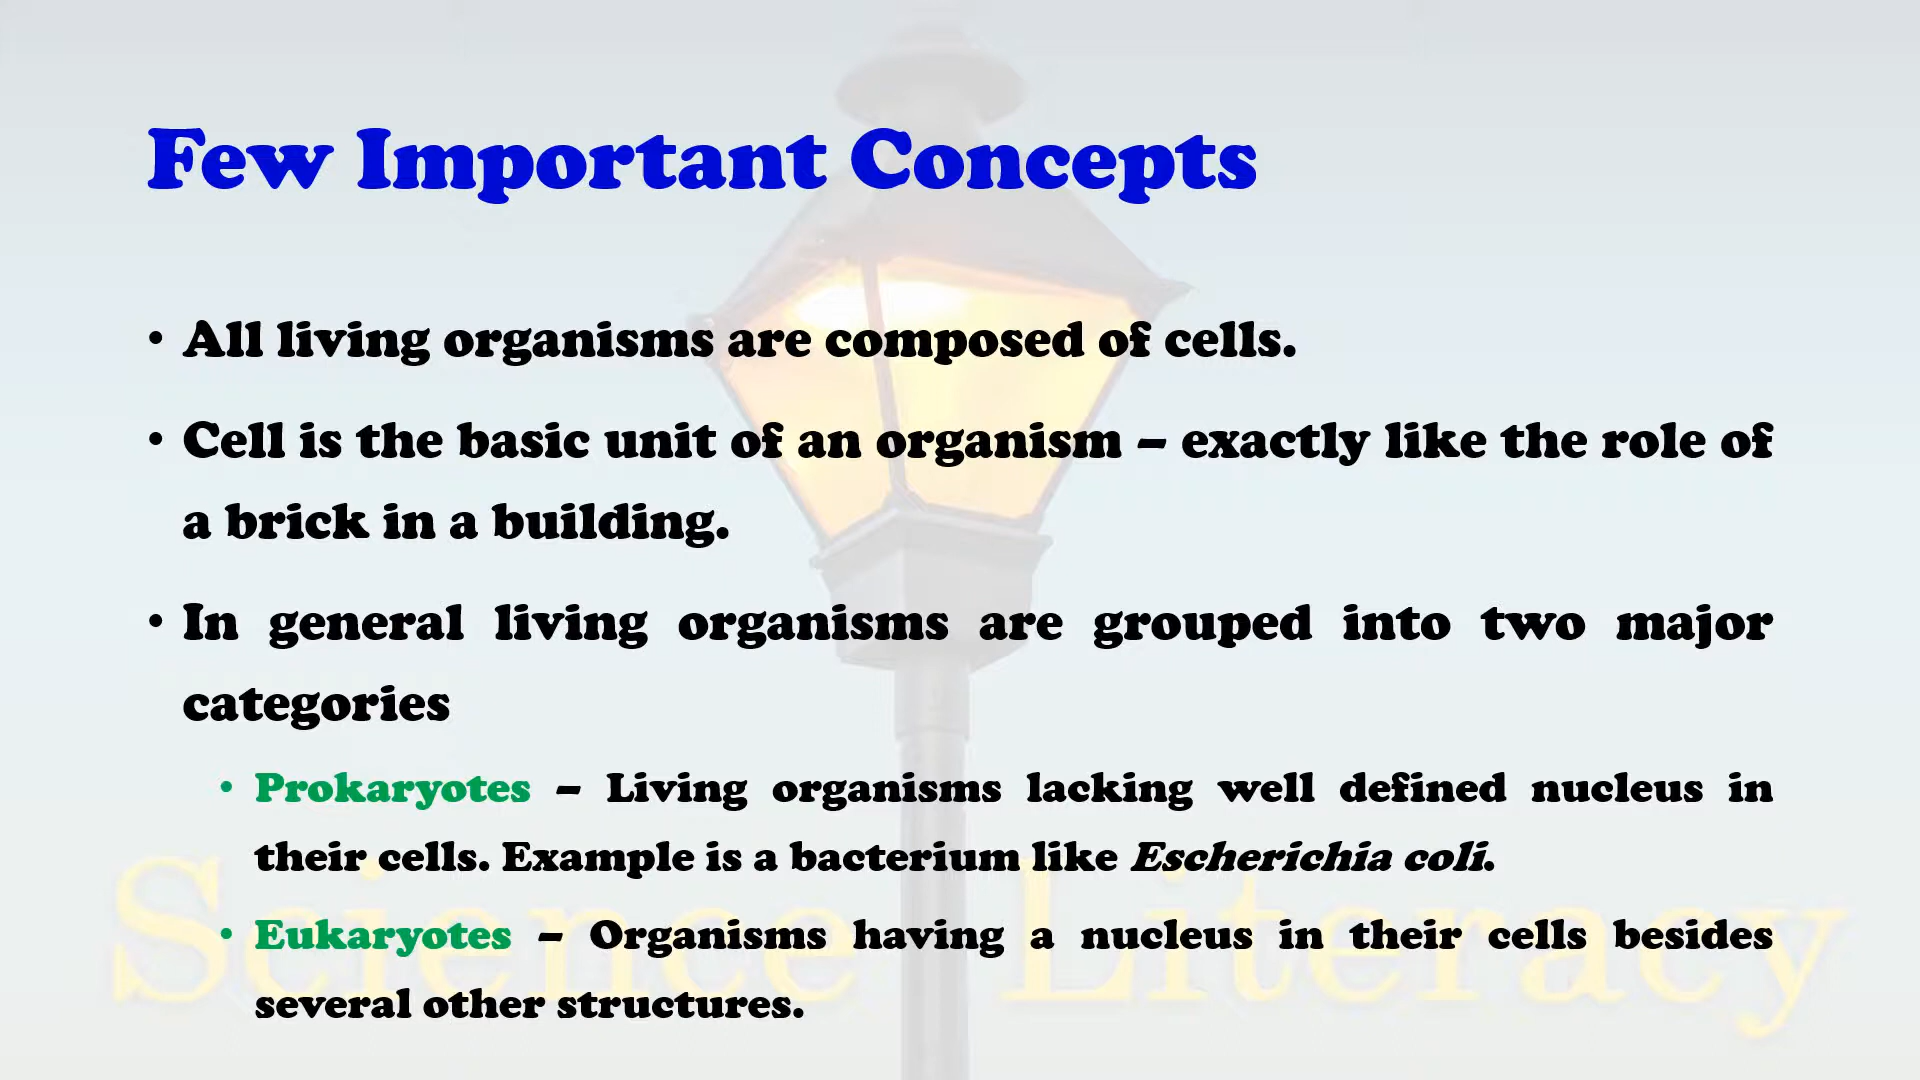 Few Important Concepts
• All living organisms are composed of cells.
• Cell is the basic unit of an organism – exactly like the role of
a brick in a building.
• In general living organisms are grouped into two major
categories
• Prokaryotes – Living organisms lacking well defined nucleus in
their cells. Example is a bacterium like Escherichia coli.
• Eukaryotes – Organisms having a nucleus in their cells besides
several other structures.
Science Literacy